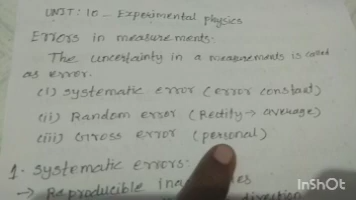 UNIT: 10 - Experimental physics
Errors in measurements.
The uncertainty in a measurements is called
as error.
(i) systematic error (error constant)
(ii) Random error (Rectify → average)
(iii) Gross error (personal)
1. Systematic errors:
→ Reproducible
direction
InShOt